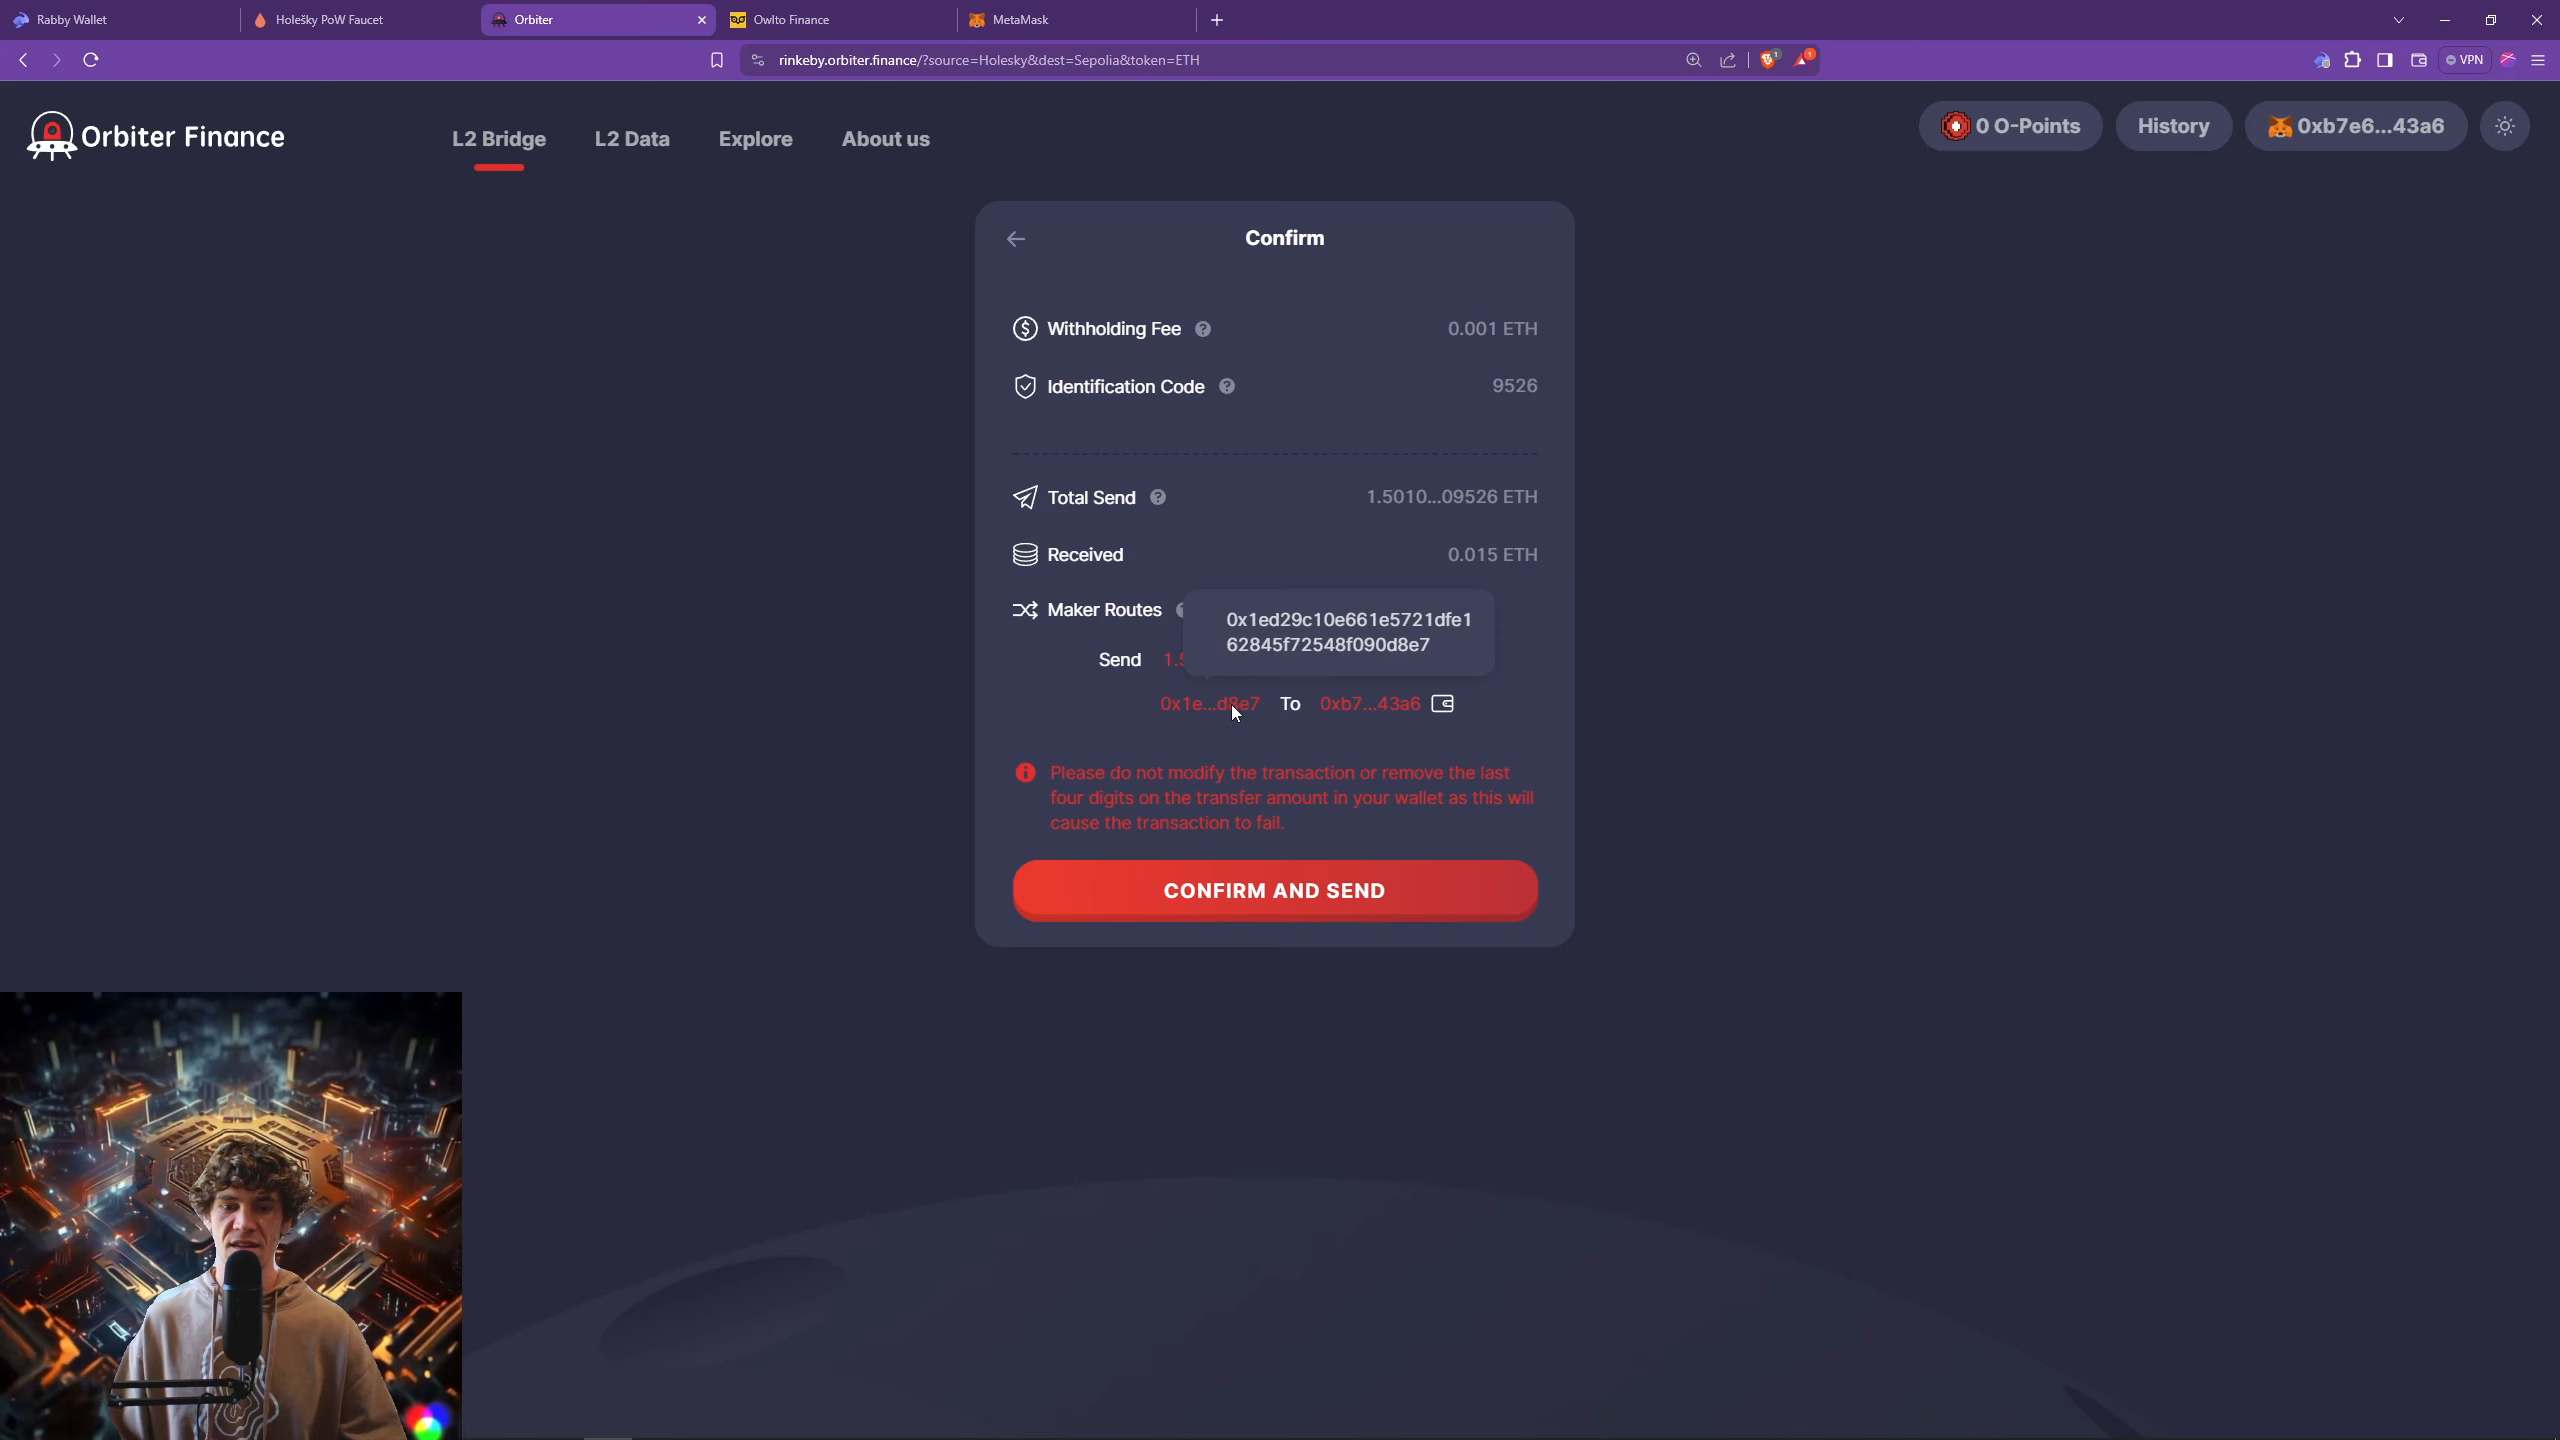 Rabby Wallet
Holešky PoW Faucet
Orbiter
Owlto Finance
MetaMask
rinkeby.orbiter.finance/?source=Holesky&dest=Sepolia&token=ETH
1
1
VPN
Orbiter Finance
L2 Bridge
L2 Data
Explore
About us
0 O-Points
History
0xb7e6...43a6
Confirm
Withholding Fee ?
0.001 ETH
Identification Code ?
9526
Total Send ?
1.5010...09526 ETH
Received
0.015 ETH
Maker Routes
0x1ed29c10e661e5721dfe1
62845f72548f090d8e7
Send
0x1e...d8e7 To 0xb7...43a6
Please do not modify the transaction or remove the last
four digits on the transfer amount in your wallet as this will
cause the transaction to fail.
CONFIRM AND SEND